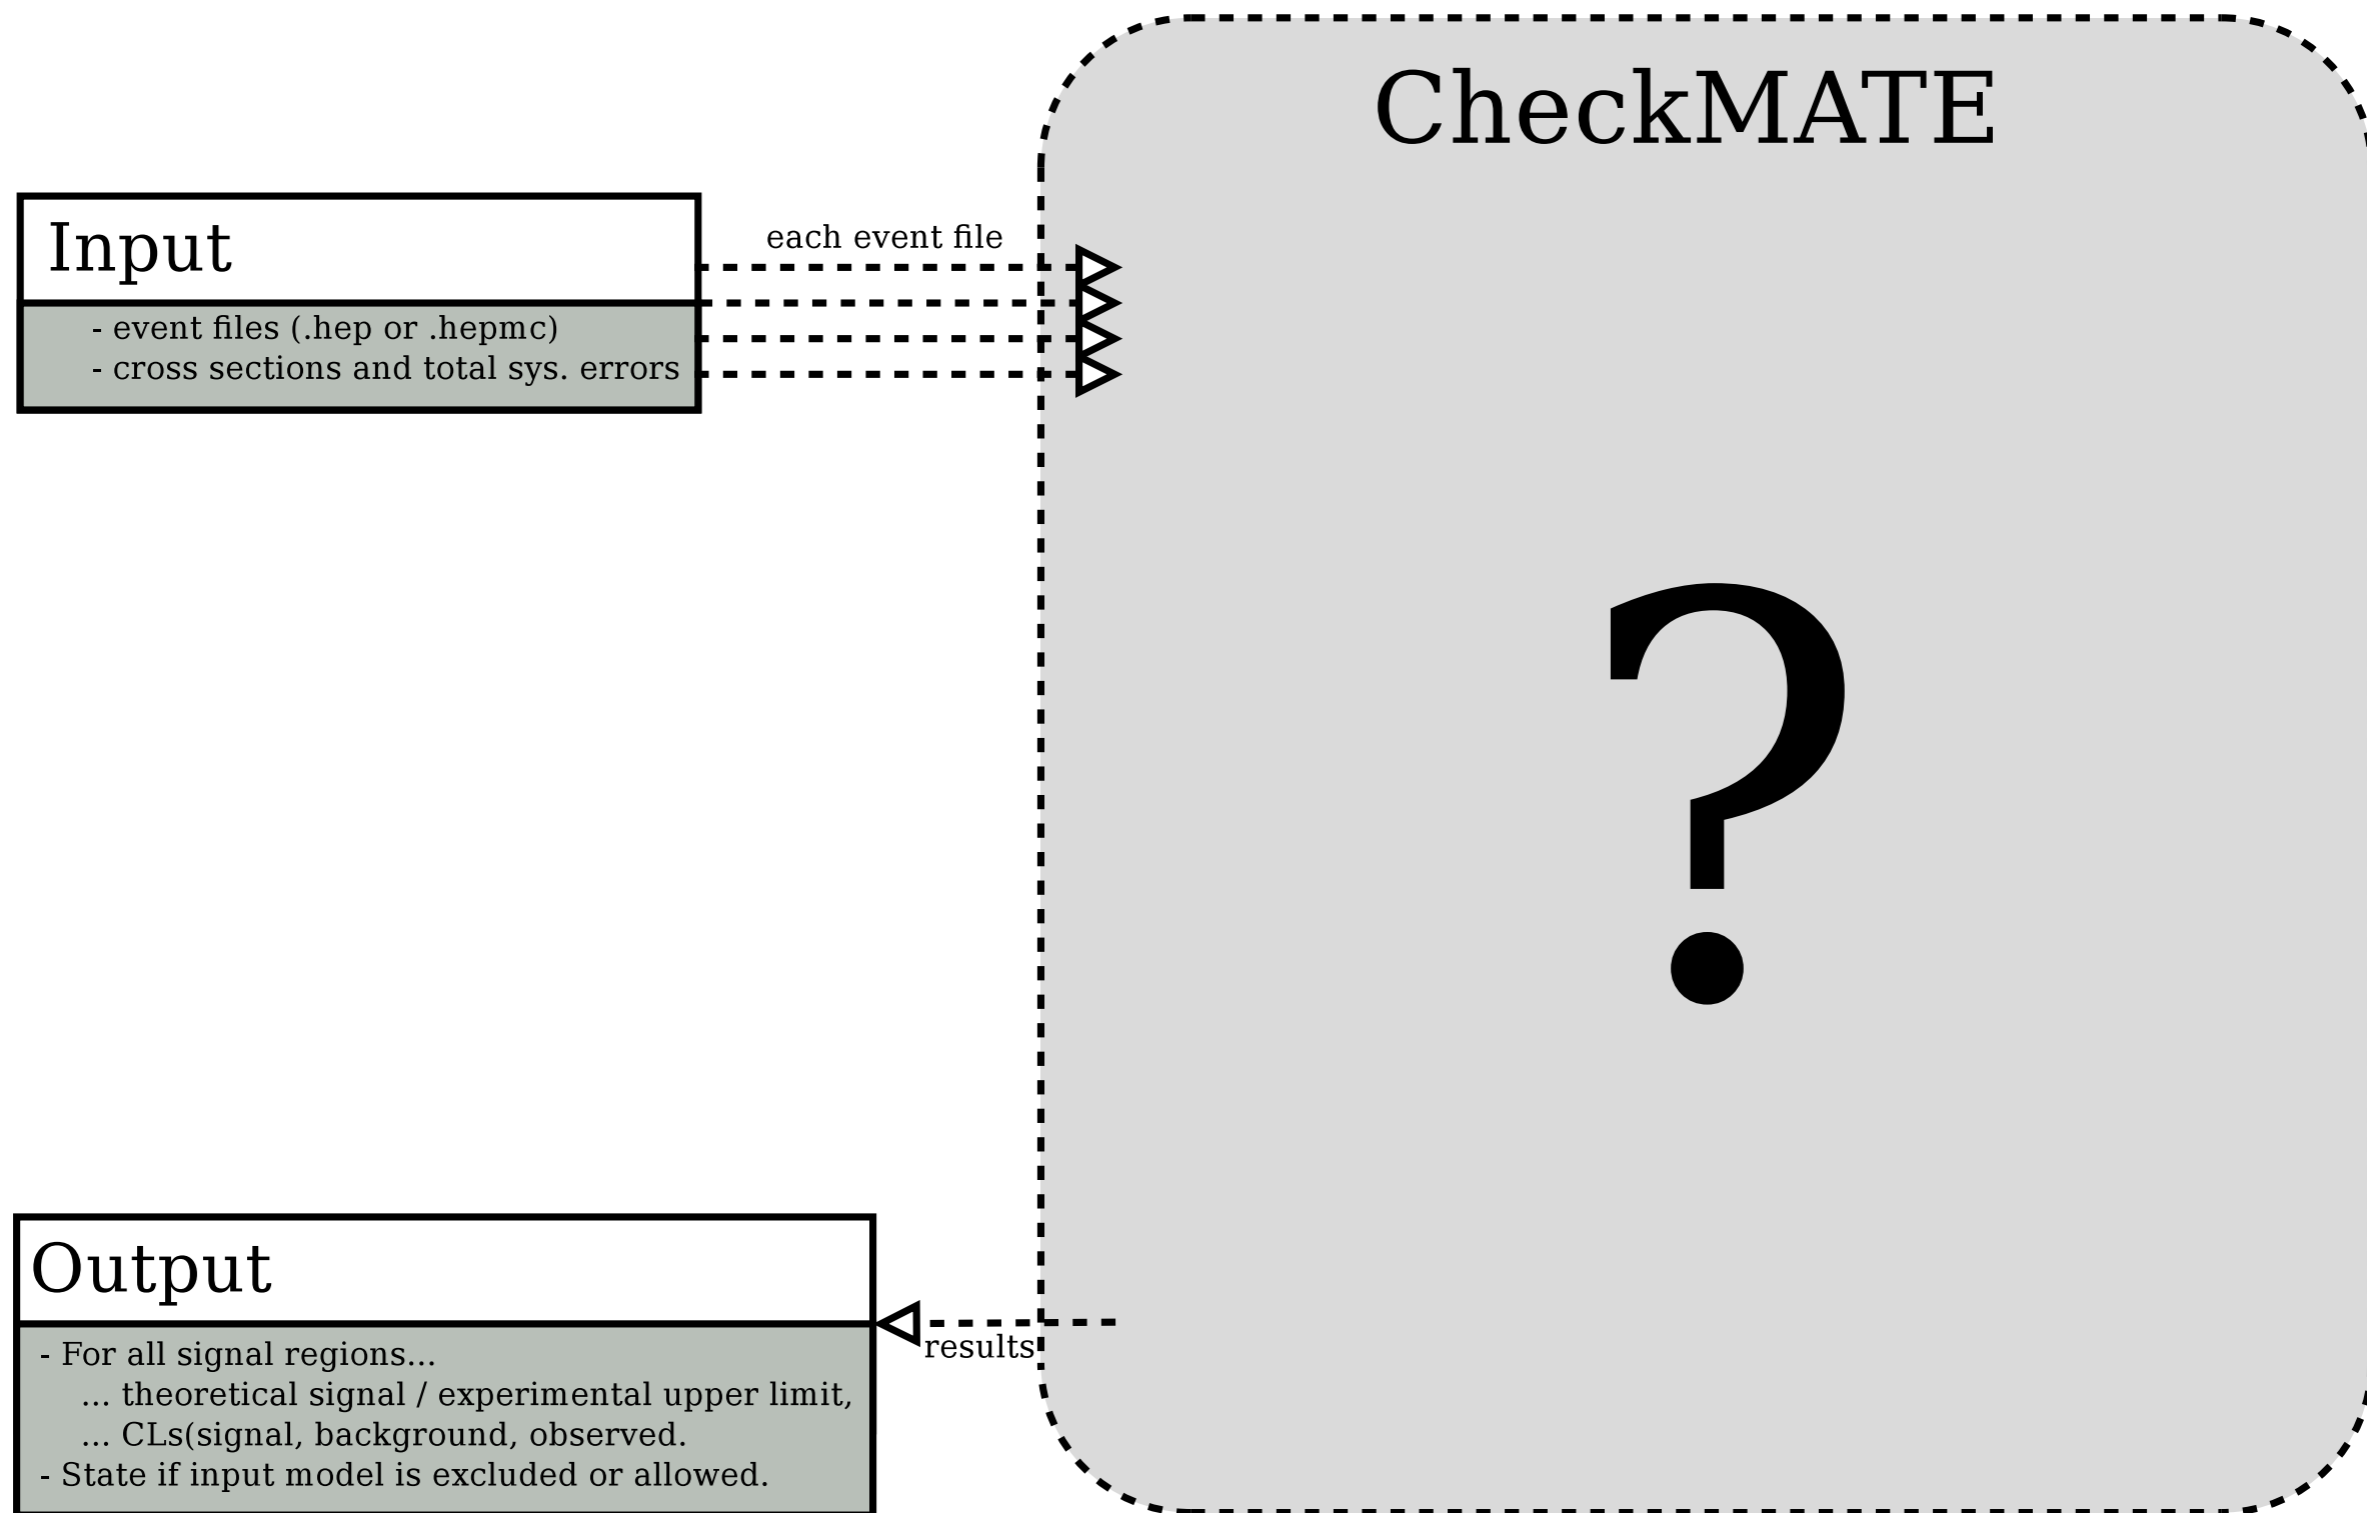 CheckMATE
Input
each event file
- event files (.hep or .hepmc)
- cross sections and total sys. errors
?
Output
results
- For all signal regions...
... theoretical signal / experimental upper limit,
... CLs(signal, background, observed.
- State if input model is excluded or allowed.